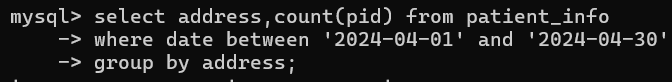 mysql> select address,count(pid) from patient_info
    -> where date between '2024-04-01' and '2024-04-30'
    -> group by address;